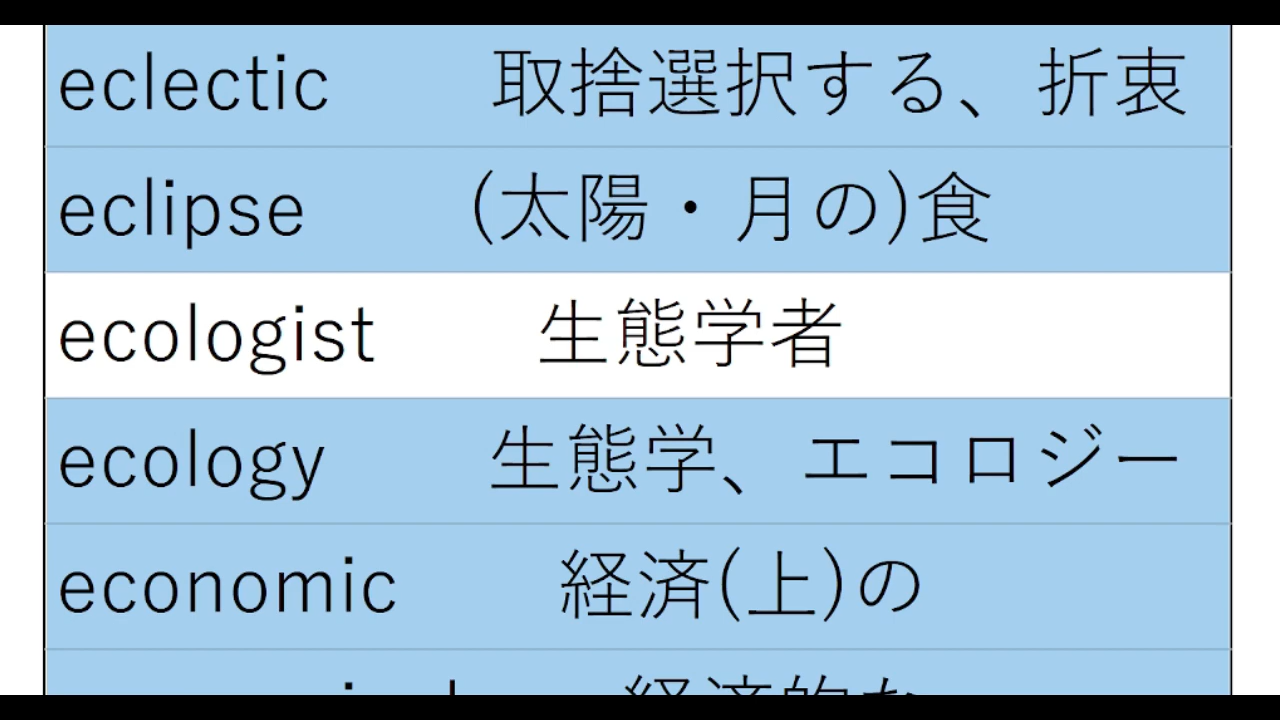 eclectic 取捨選択する、折衷
eclipse (太陽・月の)食
ecologist 生態学者
ecology 生態学、エコロジー
economic 経済(上)の